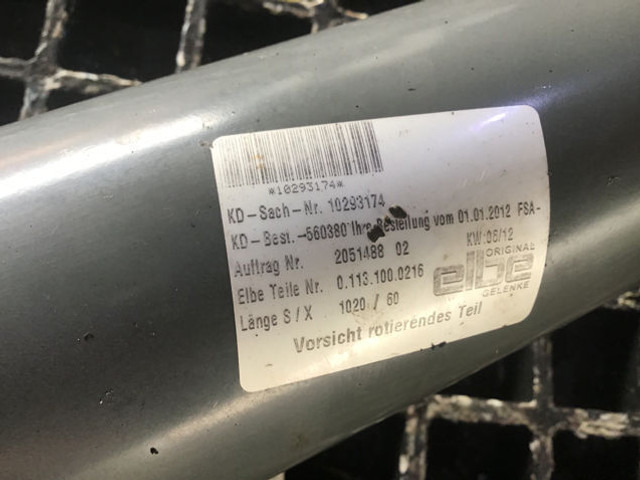 *10293174*
KD-Sach-Nr. 10293174
KD-Best.-560380 Ihre Bestellung vom 01.01.2012 FSA-
Auftrag Nr. 2051488 02 KW:06/12
Elbe Teile Nr. 0.113.100.0216
ORIGINAL
elbe
GELENKE
Länge S/X 1020 / 60
Vorsicht rotierendes Teil